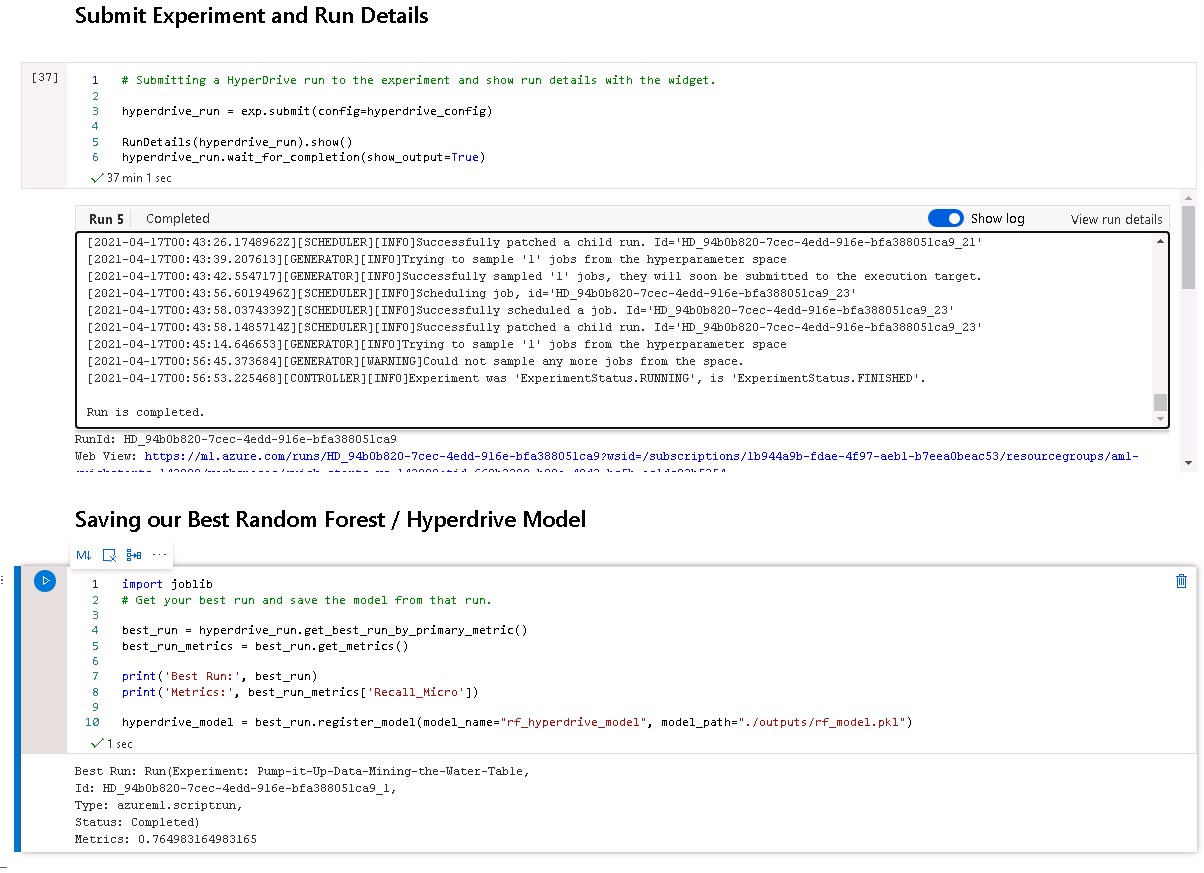 Submit Experiment and Run Details
[37]
1 # Submitting a HyperDrive run to the experiment and show run details with the widget.
2
3 hyperdrive_run = exp.submit(config=hyperdrive_config)
4
5 RunDetails(hyperdrive_run).show()
6 hyperdrive_run.wait_for_completion(show_output=True)
37 min 1 sec
Run 5 Completed Show log View run details
[2021-04-17T00:43:26.174896Z][SCHEDULER][INFO]Successfully patched a child run. Id='HD_94b0b820-7cec-4edd-916e-bfa388051ca9_21'
[2021-04-17T00:43:39.207613][GENERATOR][INFO]Trying to sample '1' jobs from the hyperparameter space
[2021-04-17T00:43:42.554717][GENERATOR][INFO]Successfully sampled '1' jobs, they will soon be submitted to the execution target.
[2021-04-17T00:43:56.6019496Z][SCHEDULER][INFO]Scheduling job, id='HD_94b0b820-7cec-4edd-916e-bfa388051ca9_23'
[2021-04-17T00:43:58.0374339Z][SCHEDULER][INFO]Successfully scheduled a job. Id='HD_94b0b820-7cec-4edd-916e-bfa388051ca9_23'
[2021-04-17T00:43:58.1485714Z][SCHEDULER][INFO]Successfully patched a child run. Id='HD_94b0b820-7cec-4edd-916e-bfa388051ca9_23'
[2021-04-17T00:45:14.646653][GENERATOR][INFO]Trying to sample '1' jobs from the hyperparameter space
[2021-04-17T00:56:45.373684][GENERATOR][WARNING]Could not sample any more jobs from the space.
[2021-04-17T00:56:53.225468][CONTROLLER][INFO]Experiment was 'ExperimentStatus.RUNNING', is 'ExperimentStatus.FINISHED'.
Run is completed.
RunId: HD_94b0b820-7cec-4edd-916e-bfa388051ca9
Web View: https://ml.azure.com/runs/HD_94b0b820-7cec-4edd-916e-bfa388051ca9?wsid=/subscriptions/1b944a9b-fdae-4f97-aeb1-b7eea0beac53/resourcegroups/aml-
Saving our Best Random Forest / Hyperdrive Model
M↓ ...
1 import joblib
2 # Get your best run and save the model from that run.
3
4 best_run = hyperdrive_run.get_best_run_by_primary_metric()
5 best_run_metrics = best_run.get_metrics()
6
7 print('Best Run:', best_run)
8 print('Metrics:', best_run_metrics['Recall_Micro'])
9
10 hyperdrive_model = best_run.register_model(model_name="rf_hyperdrive_model", model_path="./outputs/rf_model.pkl")
1 sec
Best Run: Run(Experiment: Pump-it-Up-Data-Mining-the-Water-Table,
Id: HD_94b0b820-7cec-4edd-916e-bfa388051ca9_1,
Type: azureml.scriptrun,
Status: Completed)
Metrics: 0.764983164983165